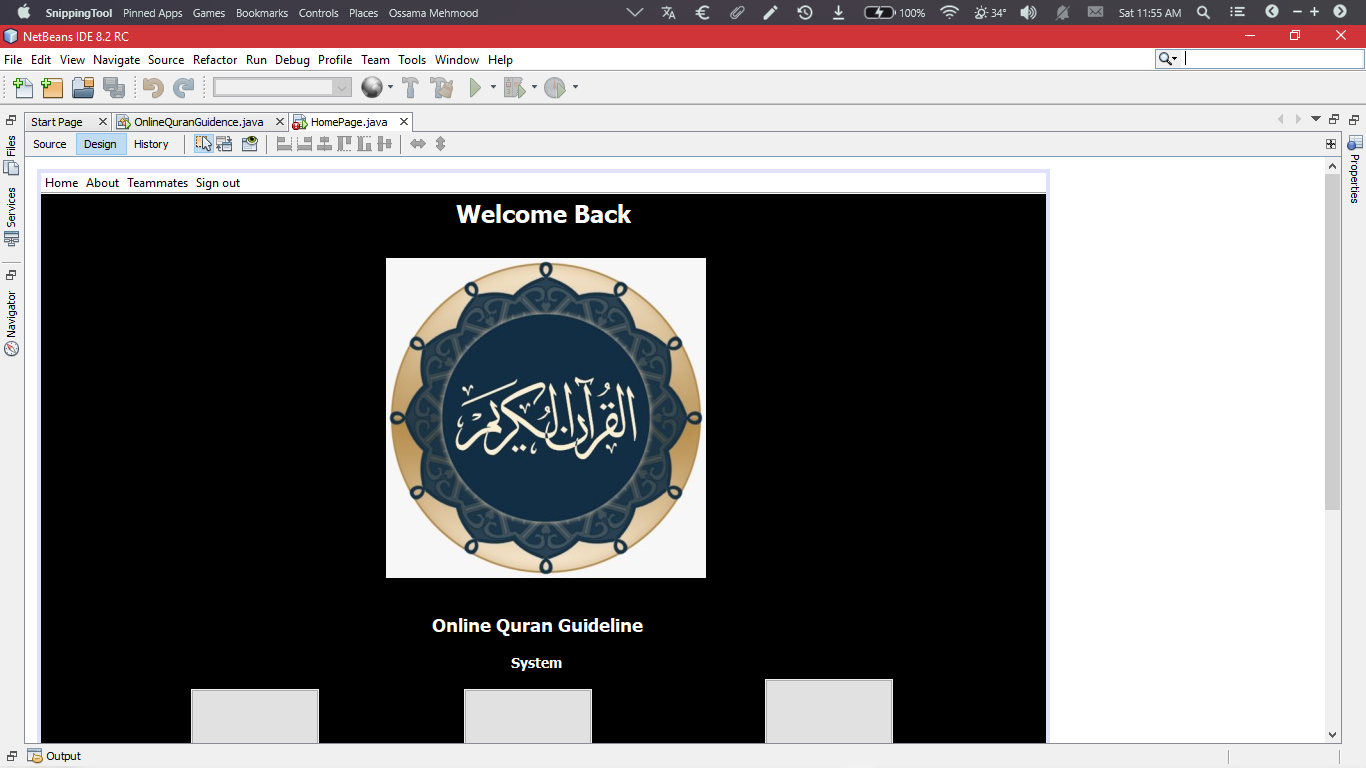 SnippingTool Pinned Apps Games Bookmarks Controls Places Ossama Mehmood 100% 34° Sat 11:55 AM
NetBeans IDE 8.2 RC
File Edit View Navigate Source Refactor Run Debug Profile Team Tools Window Help
Start Page OnlineQuranGuidence.java HomePage.java
Source Design History
Files
Services
Navigator
Properties
Home About Teammates Sign out
Welcome Back
القرآن الكريم
Online Quran Guideline
System
Output